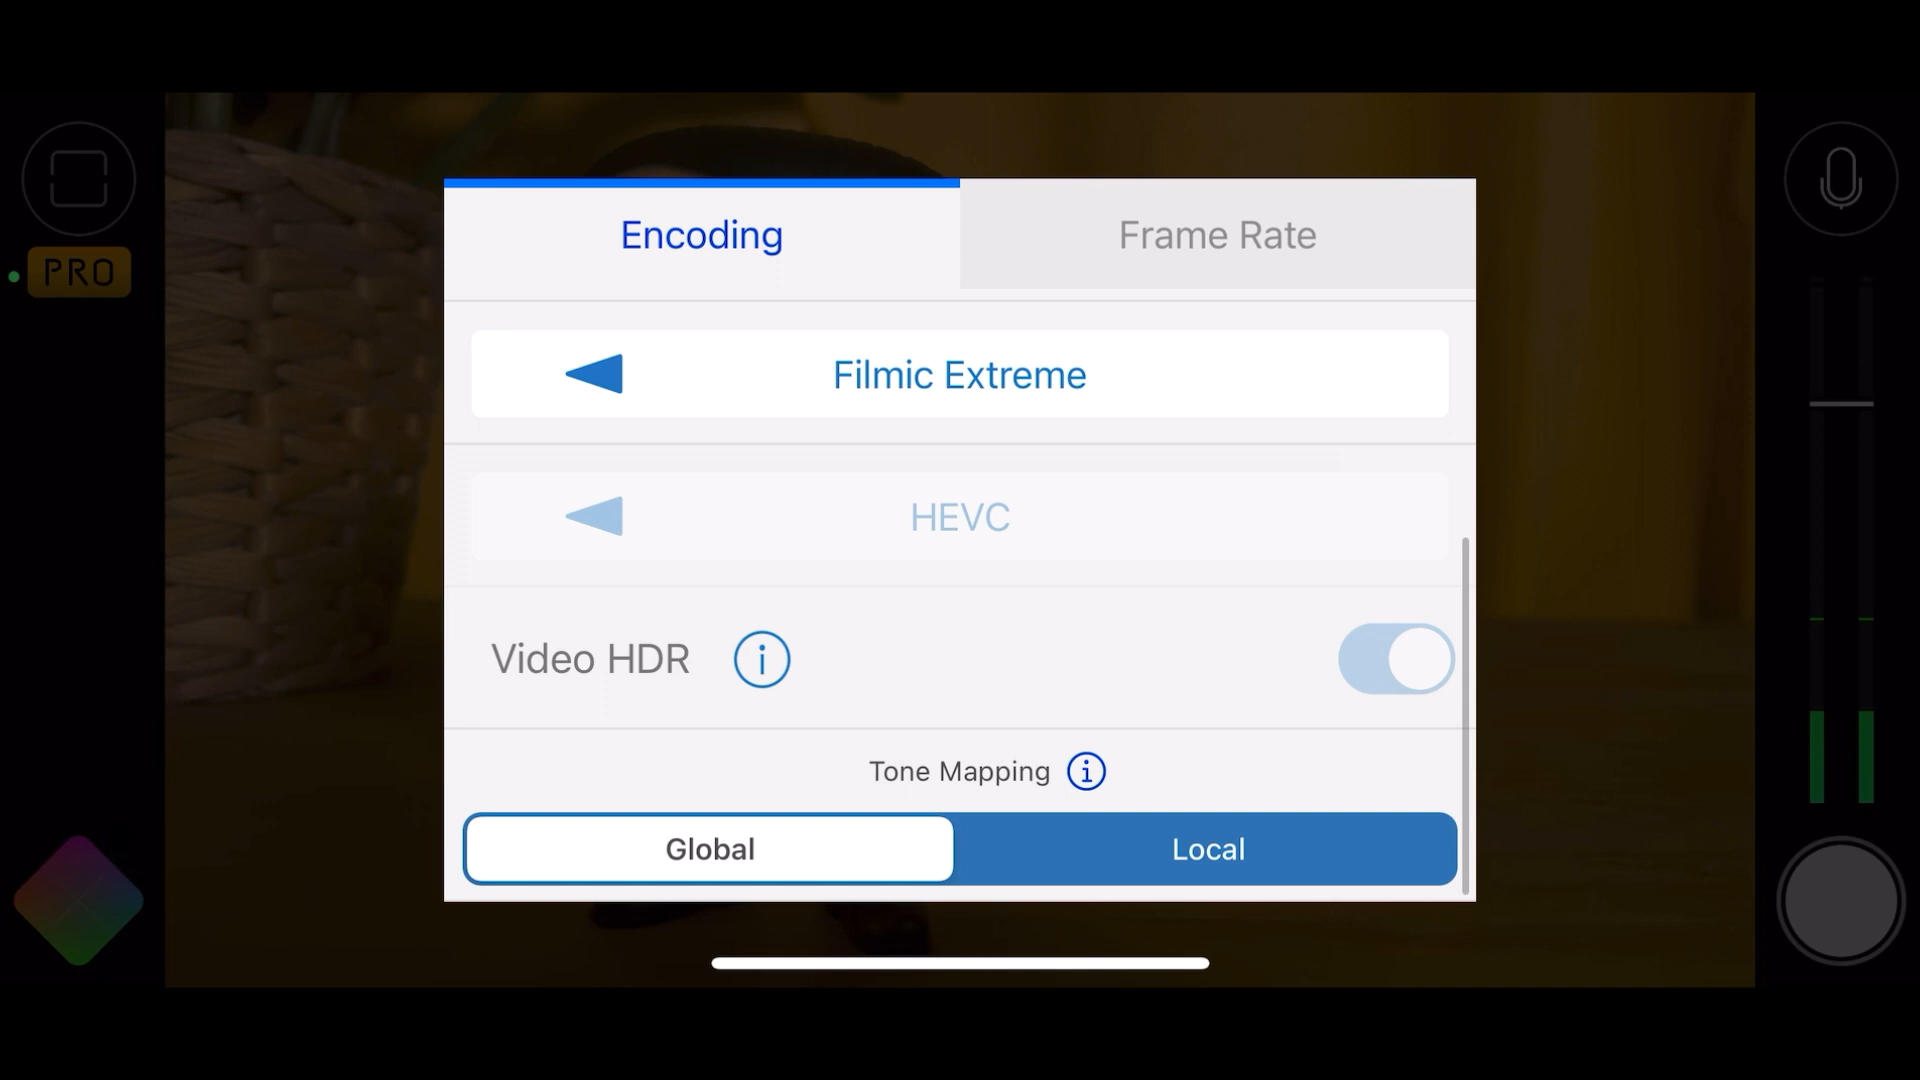 Encoding
Frame Rate
PRO
Filmic Extreme
HEVC
Video HDR
Tone Mapping
Global
Local